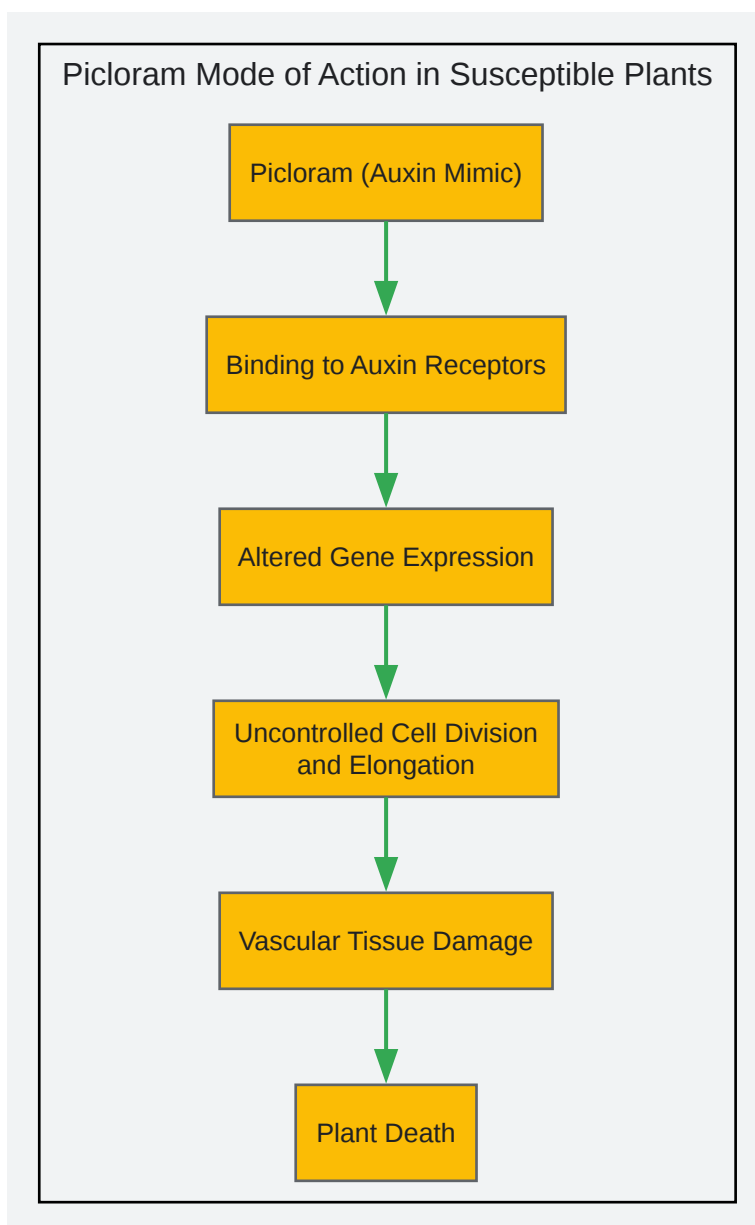 Picloram Mode of Action in Susceptible Plants
Picloram (Auxin Mimic)
Binding to Auxin Receptors
Altered Gene Expression
Uncontrolled Cell Division
and Elongation
Vascular Tissue Damage
Plant Death